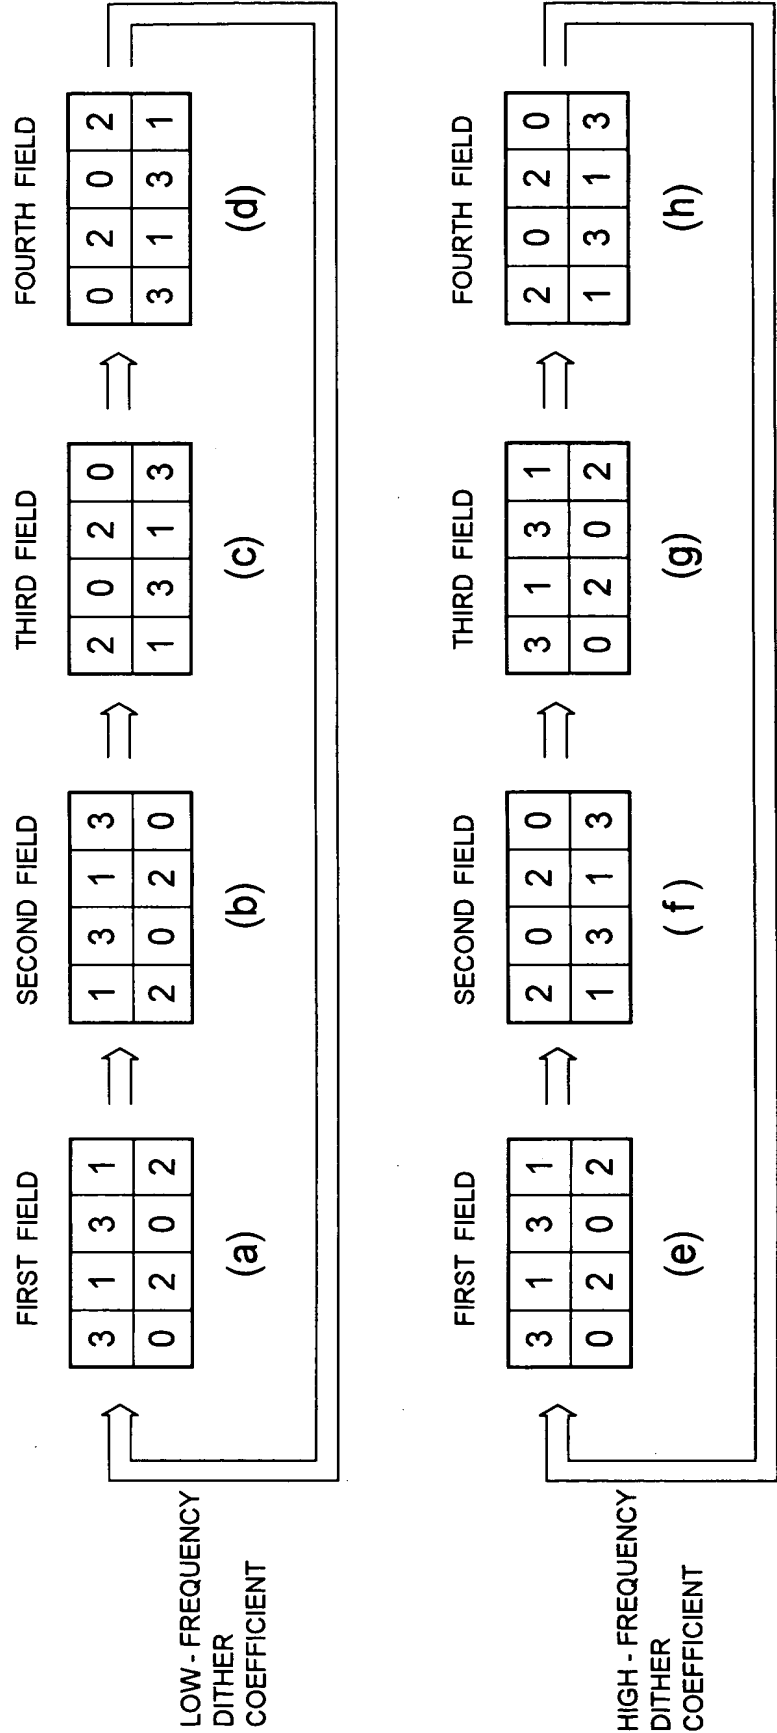 LOW - FREQUENCY
DITHER
COEFFICIENT
FIRST FIELD
3 1 3 1
0 2 0 2
(a)
SECOND FIELD
1 3 1 3
2 0 2 0
(b)
THIRD FIELD
2 0 2 0
1 3 1 3
(c)
FOURTH FIELD
0 2 0 2
3 1 3 1
(d)
HIGH - FREQUENCY
DITHER
COEFFICIENT
FIRST FIELD
3 1 3 1
0 2 0 2
(e)
SECOND FIELD
2 0 2 0
1 3 1 3
(f)
THIRD FIELD
3 1 3 1
0 2 0 2
(g)
FOURTH FIELD
2 0 2 0
1 3 1 3
(h)